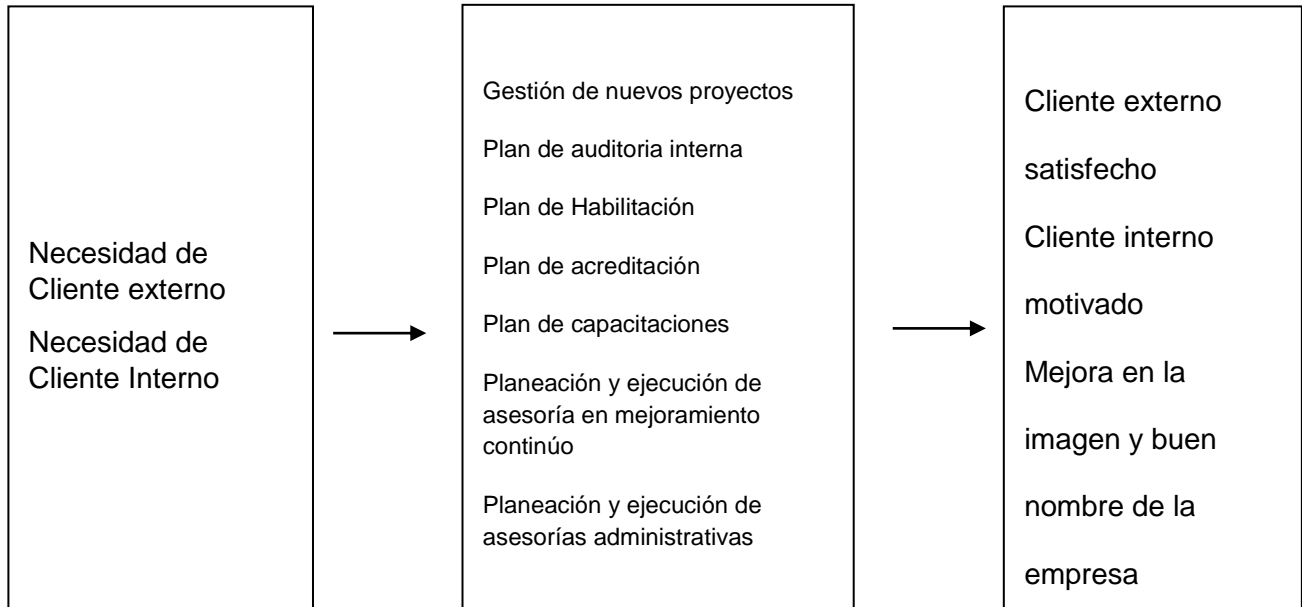 Necesidad de
Cliente externo
Necesidad de
Cliente Interno
Gestión de nuevos proyectos
Plan de auditoria interna
Plan de Habilitación
Plan de acreditación
Plan de capacitaciones
Planeación y ejecución de
asesoría en mejoramiento
continúo
Planeación y ejecución de
asesorías administrativas
Cliente externo
satisfecho
Cliente interno
motivado
Mejora en la
imagen y buen
nombre de la
empresa